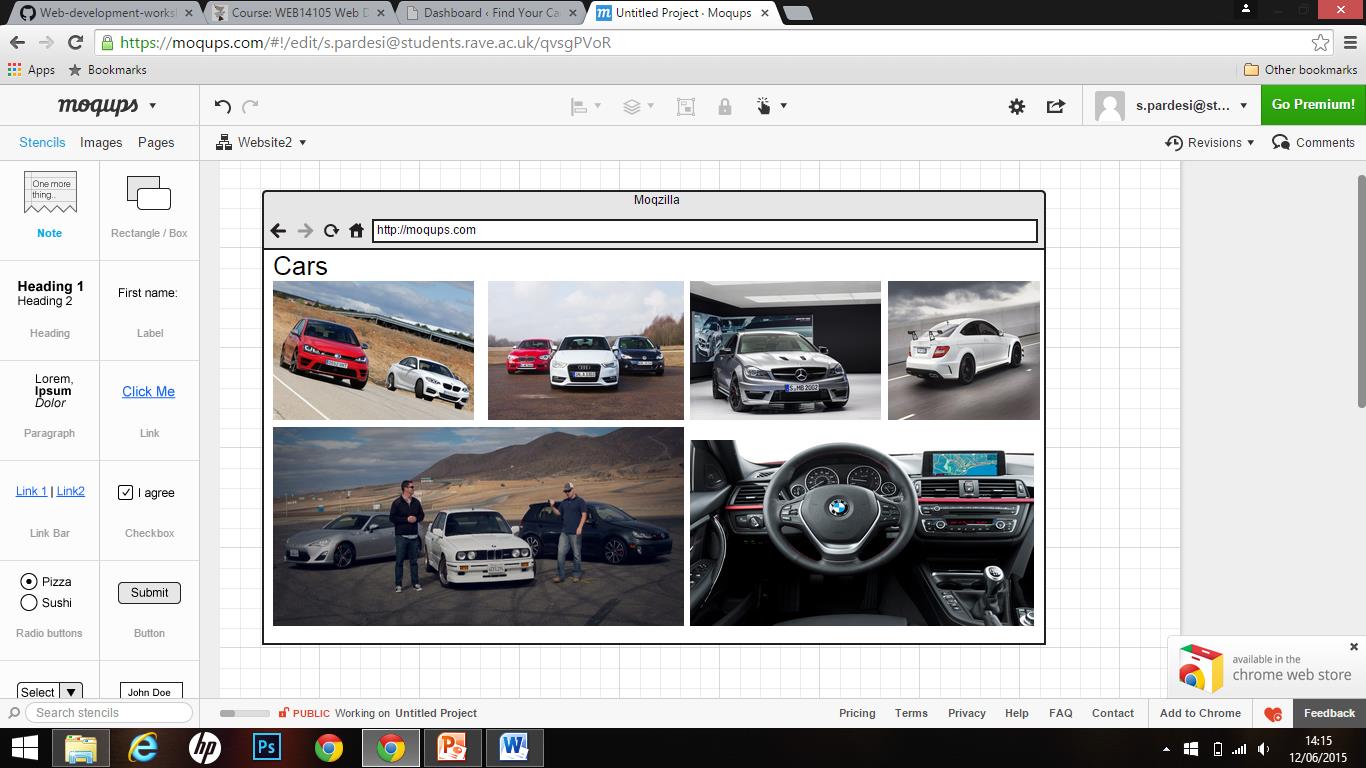 Web-development-works
Course: WEB14105 Web D
Dashboard ‹ Find Your Ca
Untitled Project · Moqups
https://moqups.com/#!/edit/s.pardesi@students.rave.ac.uk/qvsgPVoR
Apps Bookmarks Other bookmarks
moqups s.pardesi@st... Go Premium!
Stencils Images Pages Website2 Revisions Comments
One more
thing..
Note Rectangle / Box
Heading 1
Heading 2
First name:
Heading Label
Lorem,
Ipsum
Dolor
Click Me
Paragraph Link
Link 1 | Link2 I agree
Link Bar Checkbox
Pizza
Sushi
Submit
Radio buttons Button
Select John Doe
Search stencils
Moqzilla
http://moqups.com
Cars
S·MB 2002
available in the
chrome web store
PUBLIC Working on Untitled Project Pricing Terms Privacy Help FAQ Contact Add to Chrome Feedback
hp Ps
14:15
12/06/2015